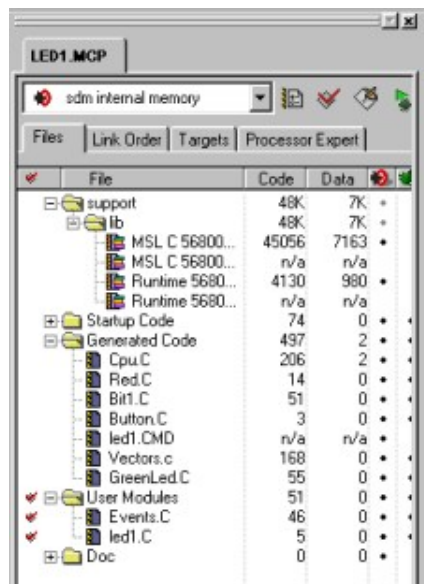 LED1.MCP
sdm internal memory
Files Link Order Targets Processor Expert
File Code Data
support 48K 7K
lib 48K 7K
MSL C 56800... 45056 7163
MSL C 56800... n/a n/a
Runtime 5680... 4130 980
Runtime 5680... n/a n/a
Startup Code 74 0
Generated Code 497 2
Cpu.C 206 2
Red.C 14 0
Bit1.C 51 0
Button.C 3 0
led1.CMD n/a n/a
Vectors.c 168 0
GreenLed.C 55 0
User Modules 51 0
Events.C 46 0
led1.C 5 0
Doc 0 0